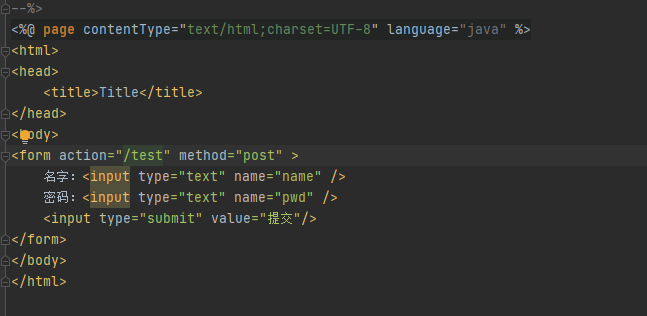 --%>
<%@ page contentType="text/html;charset=UTF-8" language="java" %>
<html>
<head>
    <title>Title</title>
</head>
<body>
<form action="/test" method="post" >
    名字：<input type="text" name="name" />
    密码：<input type="text" name="pwd" />
    <input type="submit" value="提交"/>
</form>
</body>
</html>